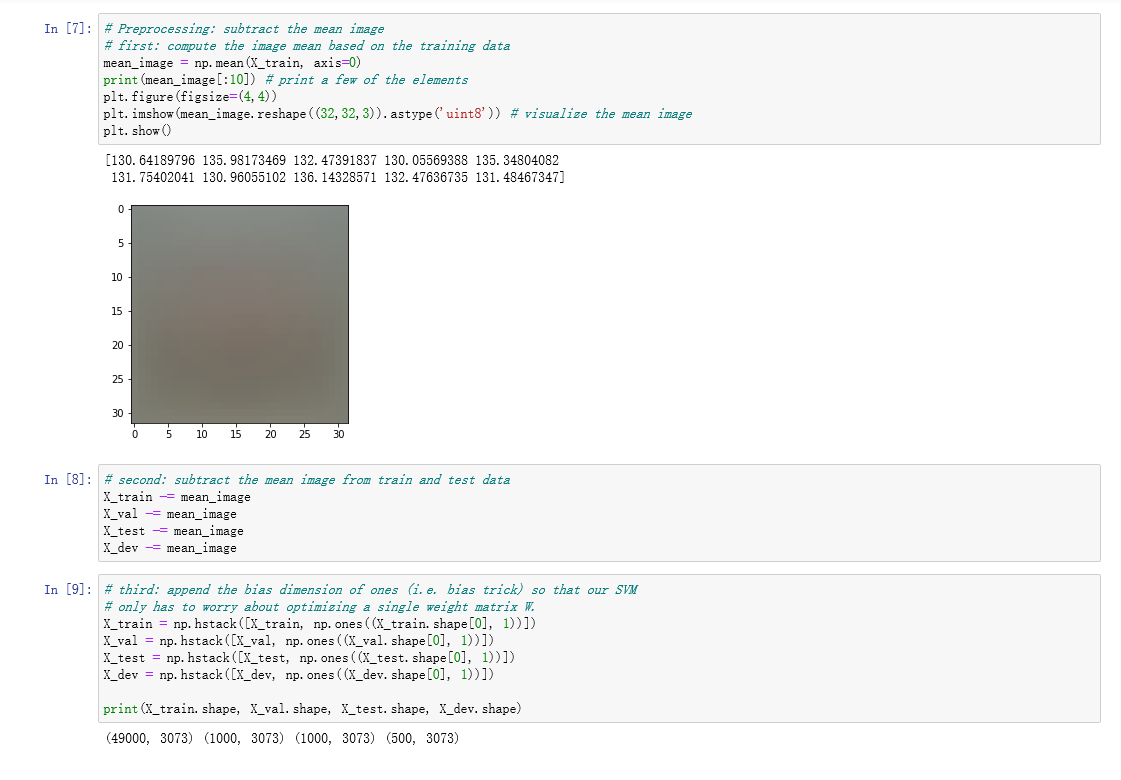 In [7]: # Preprocessing: subtract the mean image
# first: compute the image mean based on the training data
mean_image = np.mean(X_train, axis=0)
print(mean_image[:10]) # print a few of the elements
plt.figure(figsize=(4,4))
plt.imshow(mean_image.reshape((32,32,3)).astype('uint8')) # visualize the mean image
plt.show()
[130.64189796 135.98173469 132.47391837 130.05569388 135.34804082
131.75402041 130.96055102 136.14328571 132.47636735 131.48467347]
0
5
10
15
20
25
30
0 5 10 15 20 25 30
In [8]: # second: subtract the mean image from train and test data
X_train -= mean_image
X_val -= mean_image
X_test -= mean_image
X_dev -= mean_image
In [9]: # third: append the bias dimension of ones (i.e. bias trick) so that our SVM
# only has to worry about optimizing a single weight matrix W.
X_train = np.hstack([X_train, np.ones((X_train.shape[0], 1))])
X_val = np.hstack([X_val, np.ones((X_val.shape[0], 1))])
X_test = np.hstack([X_test, np.ones((X_test.shape[0], 1))])
X_dev = np.hstack([X_dev, np.ones((X_dev.shape[0], 1))])
print(X_train.shape, X_val.shape, X_test.shape, X_dev.shape)
(49000, 3073) (1000, 3073) (1000, 3073) (500, 3073)